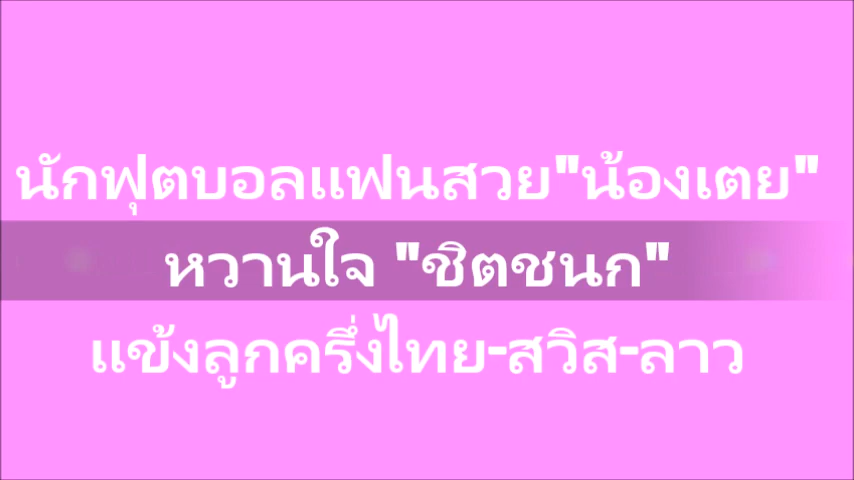 นักฟุตบอลแฟนสวย"น้องเตย"
หวานใจ "ชิตชนก"
แข้งลูกครึ่งไทย-สวิส-ลาว